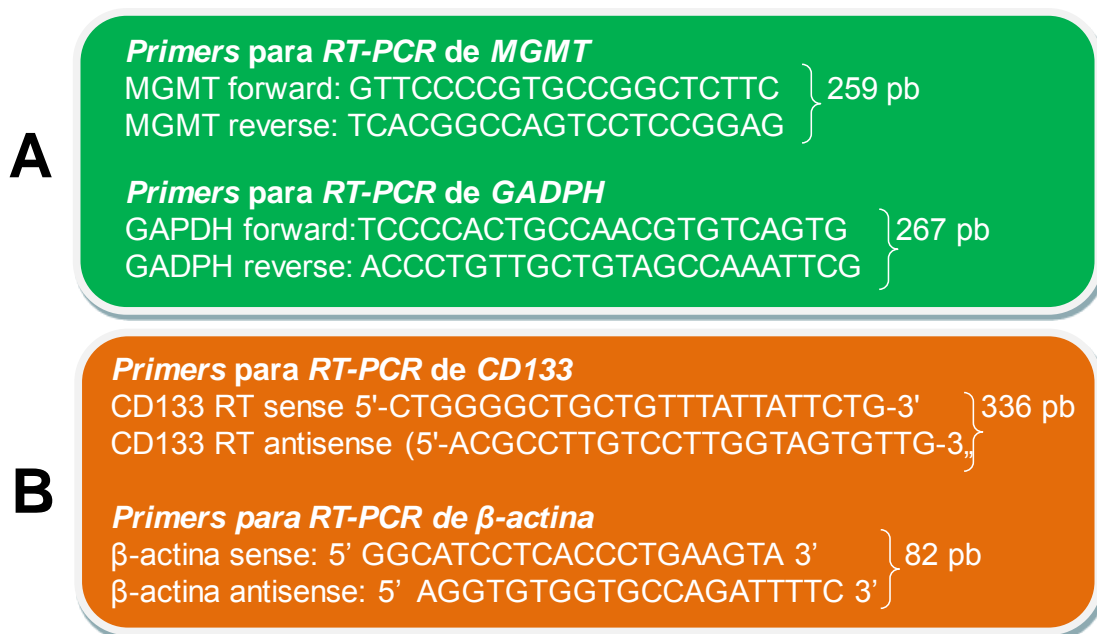 Primers para RT-PCR de MGMT
MGMT forward: GTTCCCCGTGCCGGCTCTTC
MGMT reverse: TCACGGCCAGTCCTCCGGAG
259 pb
A
Primers para RT-PCR de GADPH
GAPDH forward:TCCCCACTGCCAACGTGTCAGTG
GADPH reverse: ACCCTGTTGCTGTAGCCAAATTCG
267 pb
Primers para RT-PCR de CD133
CD133 RT sense 5'-CTGGGGCTGCTGTTTATTATTCTG-3'
CD133 RT antisense (5'-ACGCCTTGTCCTTGGTAGTGTTG-3„
336 pb
B
Primers para RT-PCR de β-actina
β-actina sense: 5’ GGCATCCTCACCCTGAAGTA 3’
β-actina antisense: 5’ AGGTGTGGTGCCAGATTTTC 3’
82 pb